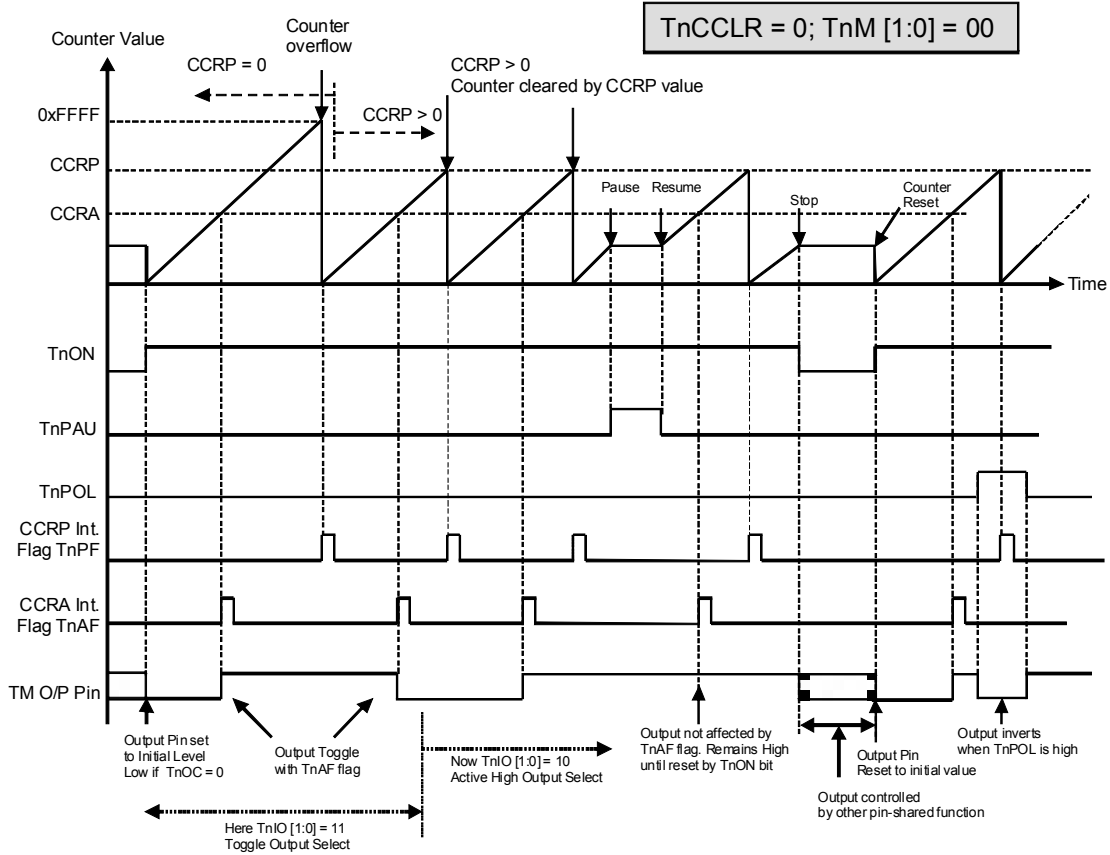 TnCCLR = 0; TnM [1:0] = 00
Counter Value
Counter
overflow
CCRP = 0
CCRP > 0
CCRP > 0
Counter cleared by CCRP value
0xFFFF
CCRP
CCRA
Pause
Resume
Stop
Counter
Reset
Time
TnON
TnPAU
TnPOL
CCRP Int.
Flag TnPF
CCRA Int.
Flag TnAF
TM O/P Pin
Output Pin set
to Initial Level
Low if TnOC = 0
Output Toggle
with TnAF flag
Now TnIO [1:0] = 10
Active High Output Select
Output not affected by
TnAF flag. Remains High
until reset by TnON bit
Output Pin
Reset to initial value
Output inverts
when TnPOL is high
Output controlled
by other pin-shared function
Here TnIO [1:0] = 11
Toggle Output Select